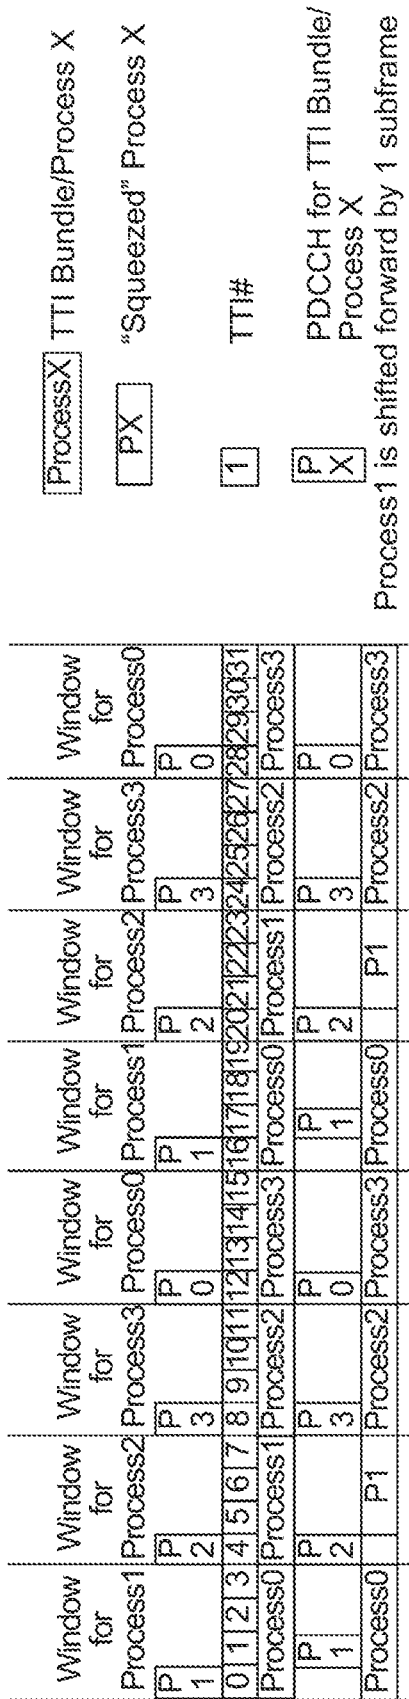 Window Window Window Window Window Window Window Window
for for for for for for for for
Process1 Process2 Process3 Process0 Process1 Process2 Process3 Process0
P P P P P P P P
1 2 3 0 1 2 3 0
0 1 2 3 4 5 6 7 8 9 10 11 12 13 14 15 16 17 18 19 20 21 22 23 24 25 26 27 28 29 30 31
Process0 Process1 Process2 Process3 Process0 Process1 Process2 Process3
P P P P P P P P
1 2 3 0 1 2 3 0
Process0 P1 Process2 Process3 Process0 P1 Process2 Process3
ProcessX TTI Bundle/Process X
PX "Squeezed" Process X
1 TTI#
P PDCCH for TTI Bundle/
X Process X
Process1 is shifted forward by 1 subframe